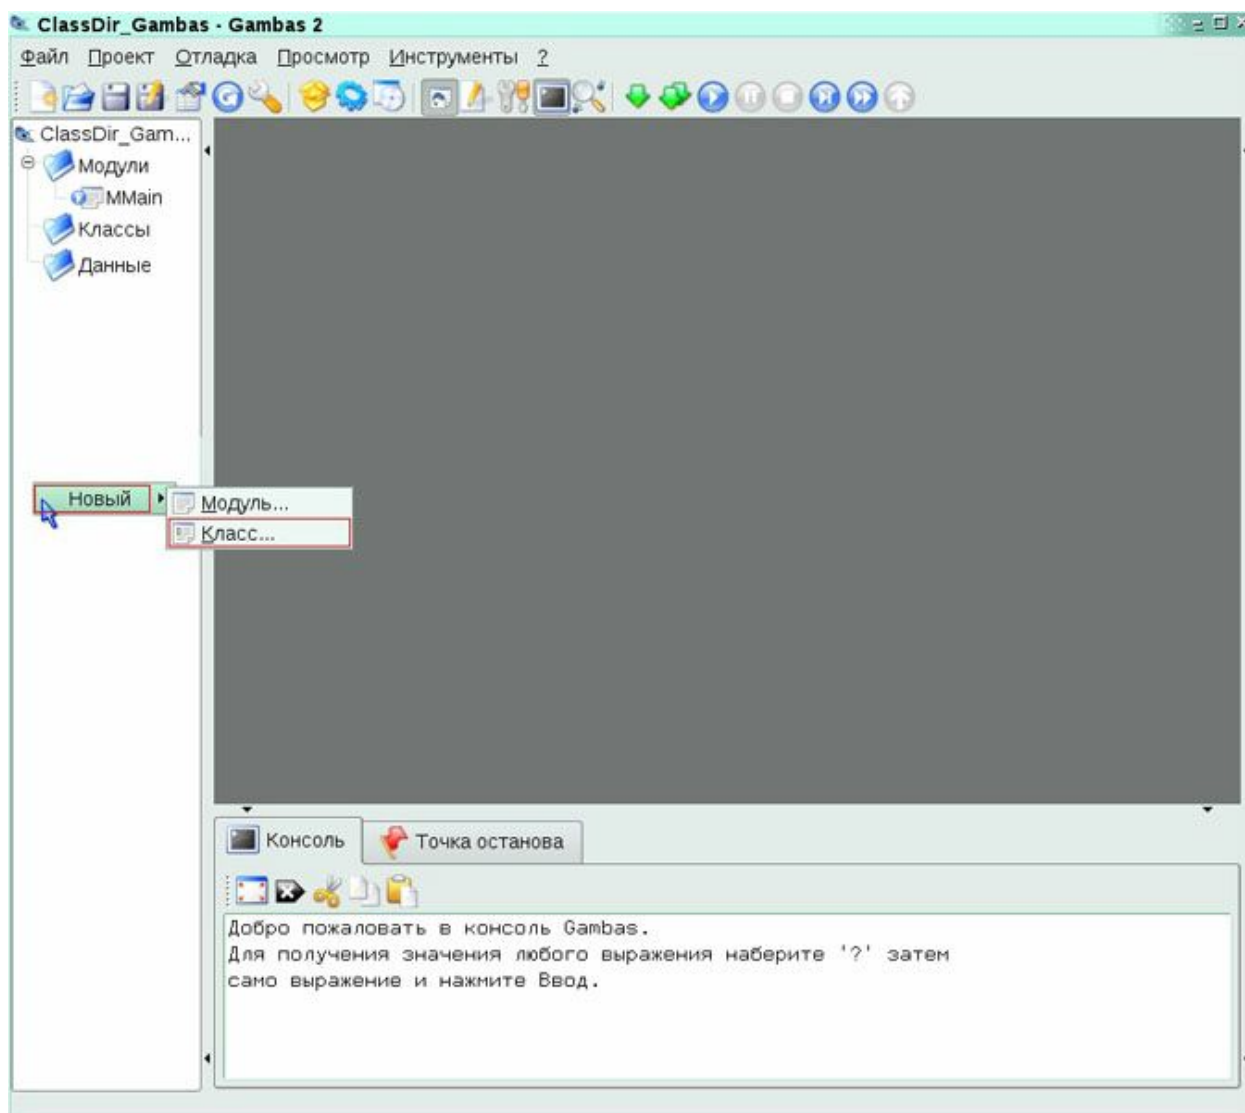 ClassDir_Gambas - Gambas 2
Файл Проект Отладка Просмотр Инструменты ?
ClassDir_Gam...
Модули
MMain
Классы
Данные
Новый
Модуль...
Класс...
Консоль
Точка останова
Добро пожаловать в консоль Gambas.
Для получения значения любого выражения наберите '?' затем
само выражение и нажмите Ввод.